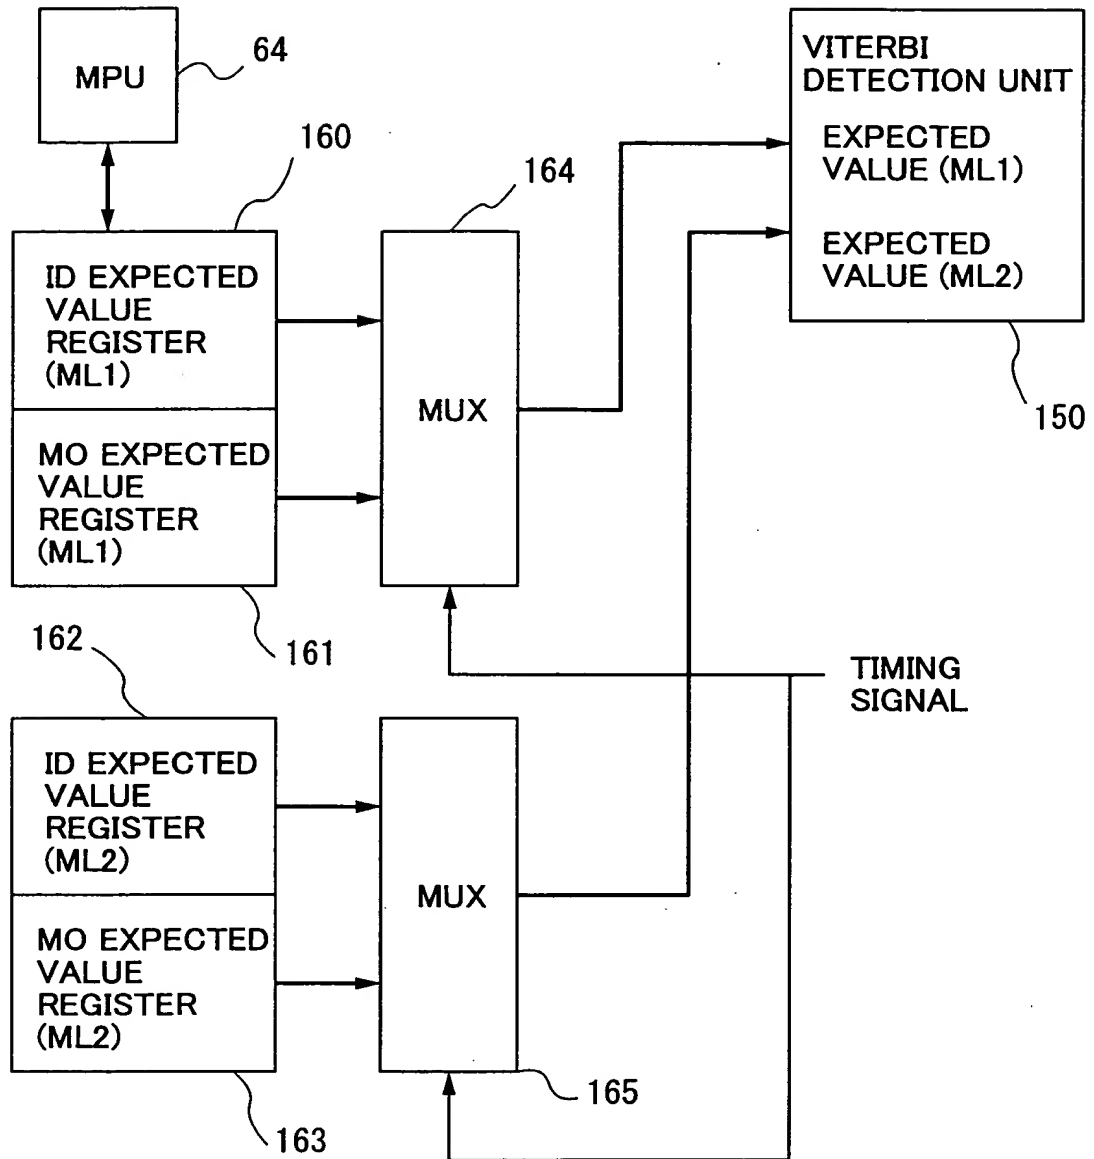 MPU
64
VITERBI
DETECTION UNIT
EXPECTED
VALUE (ML1)
EXPECTED
VALUE (ML2)
150
160
164
ID EXPECTED
VALUE
REGISTER
(ML1)
MUX
MO EXPECTED
VALUE
REGISTER
(ML1)
161
162
TIMING
SIGNAL
ID EXPECTED
VALUE
REGISTER
(ML2)
MUX
MO EXPECTED
VALUE
REGISTER
(ML2)
163
165